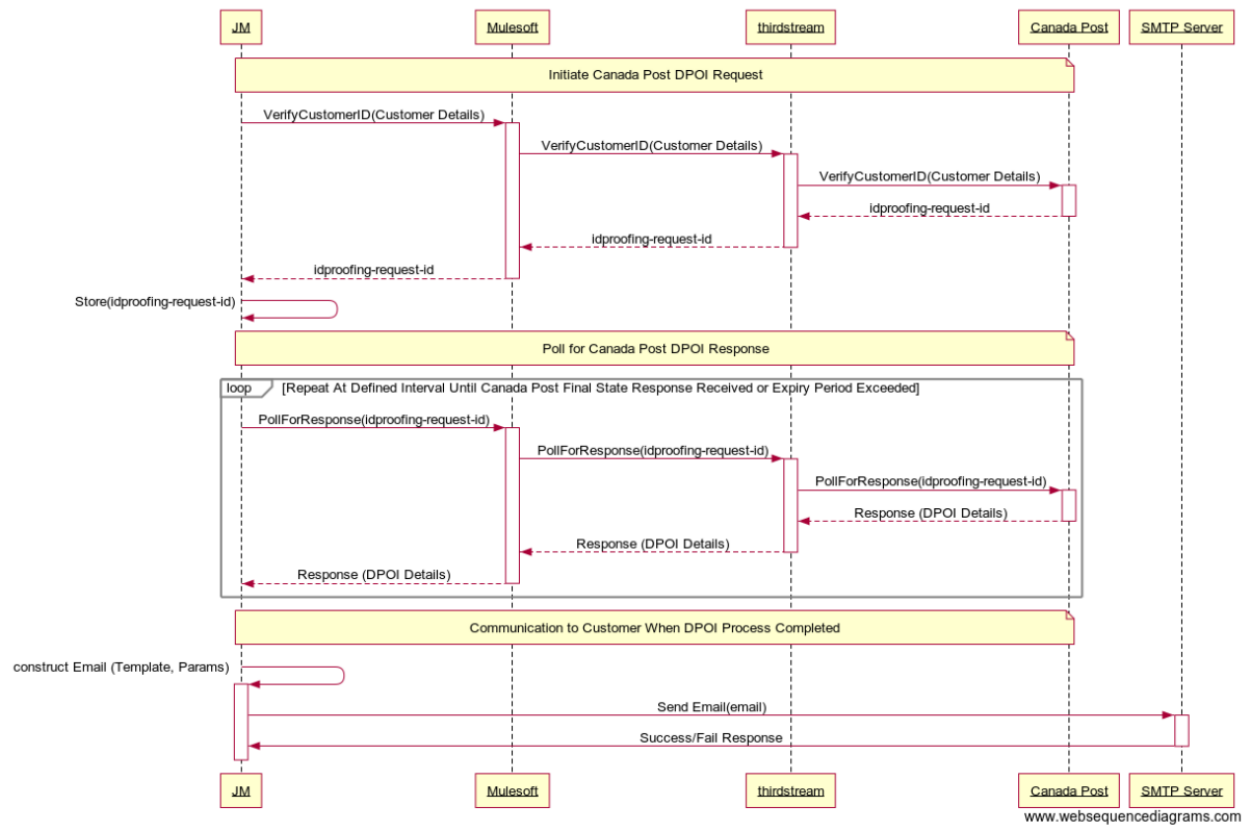 JM
Mulesoft
thirdstream
Canada Post
SMTP Server
Initiate Canada Post DPOI Request
VerifyCustomerID(Customer Details)
VerifyCustomerID(Customer Details)
VerifyCustomerID(Customer Details)
idproofing-request-id
idproofing-request-id
idproofing-request-id
Store(idproofing-request-id)
Poll for Canada Post DPOI Response
loop [Repeat At Defined Interval Until Canada Post Final State Response Received or Expiry Period Exceeded]
PollForResponse(idproofing-request-id)
PollForResponse(idproofing-request-id)
PollForResponse(idproofing-request-id)
Response (DPOI Details)
Response (DPOI Details)
Response (DPOI Details)
Communication to Customer When DPOI Process Completed
construct Email (Template, Params)
Send Email(email)
Success/Fail Response
JM
Mulesoft
thirdstream
Canada Post
SMTP Server
www.websequencediagrams.com